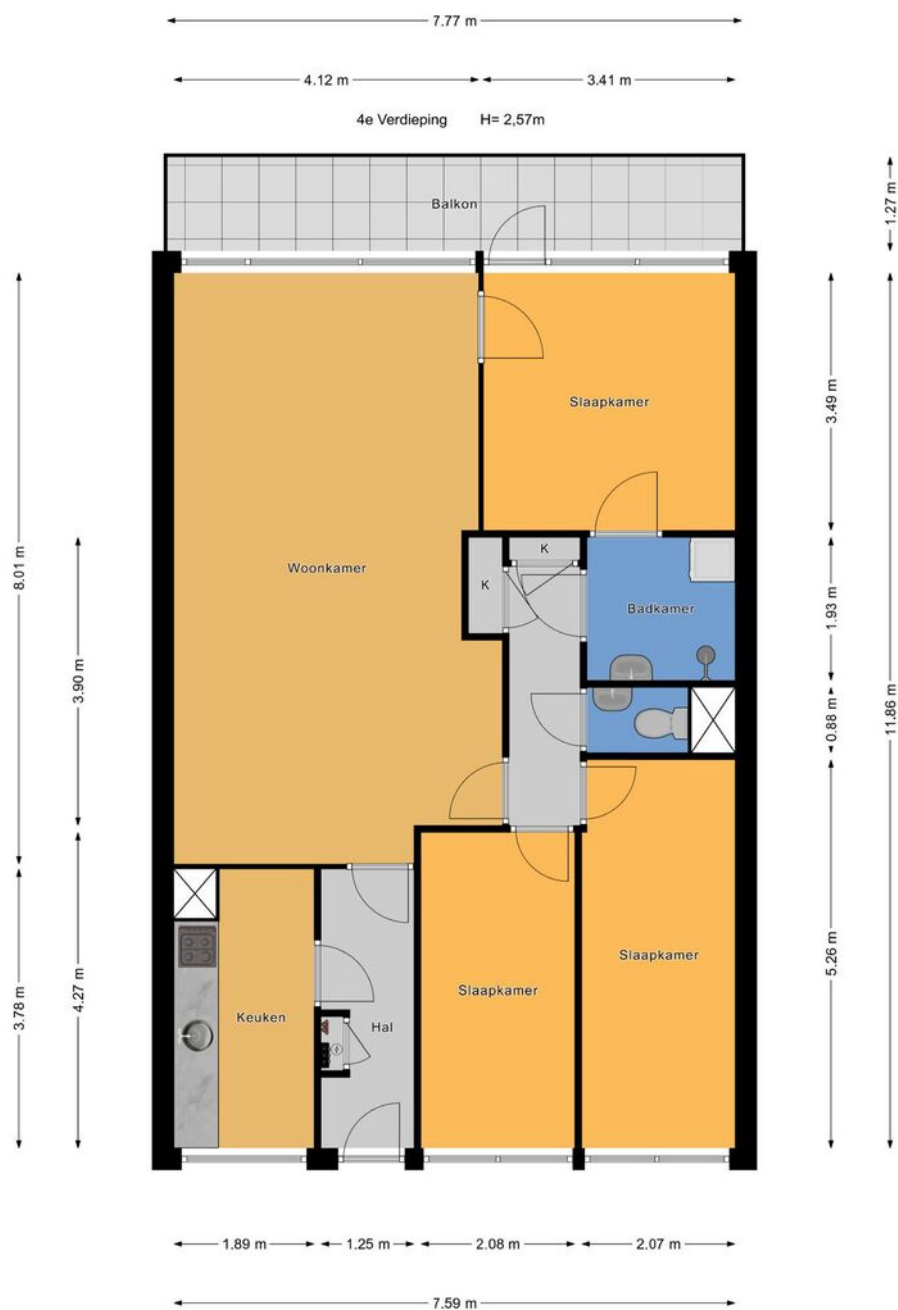 7.77 m
4.12 m
3.41 m
4e Verdieping H= 2,57m
Balkon
1.27 m
Slaapkamer
3.49 m
8.01 m
Woonkamer
K
K
Badkamer
1.93 m
11.86 m
3.90 m
0.88 m
Slaapkamer
5.26 m
Slaapkamer
3.78 m
4.27 m
Keuken
Hal
1.89 m
1.25 m
2.08 m
2.07 m
7.59 m